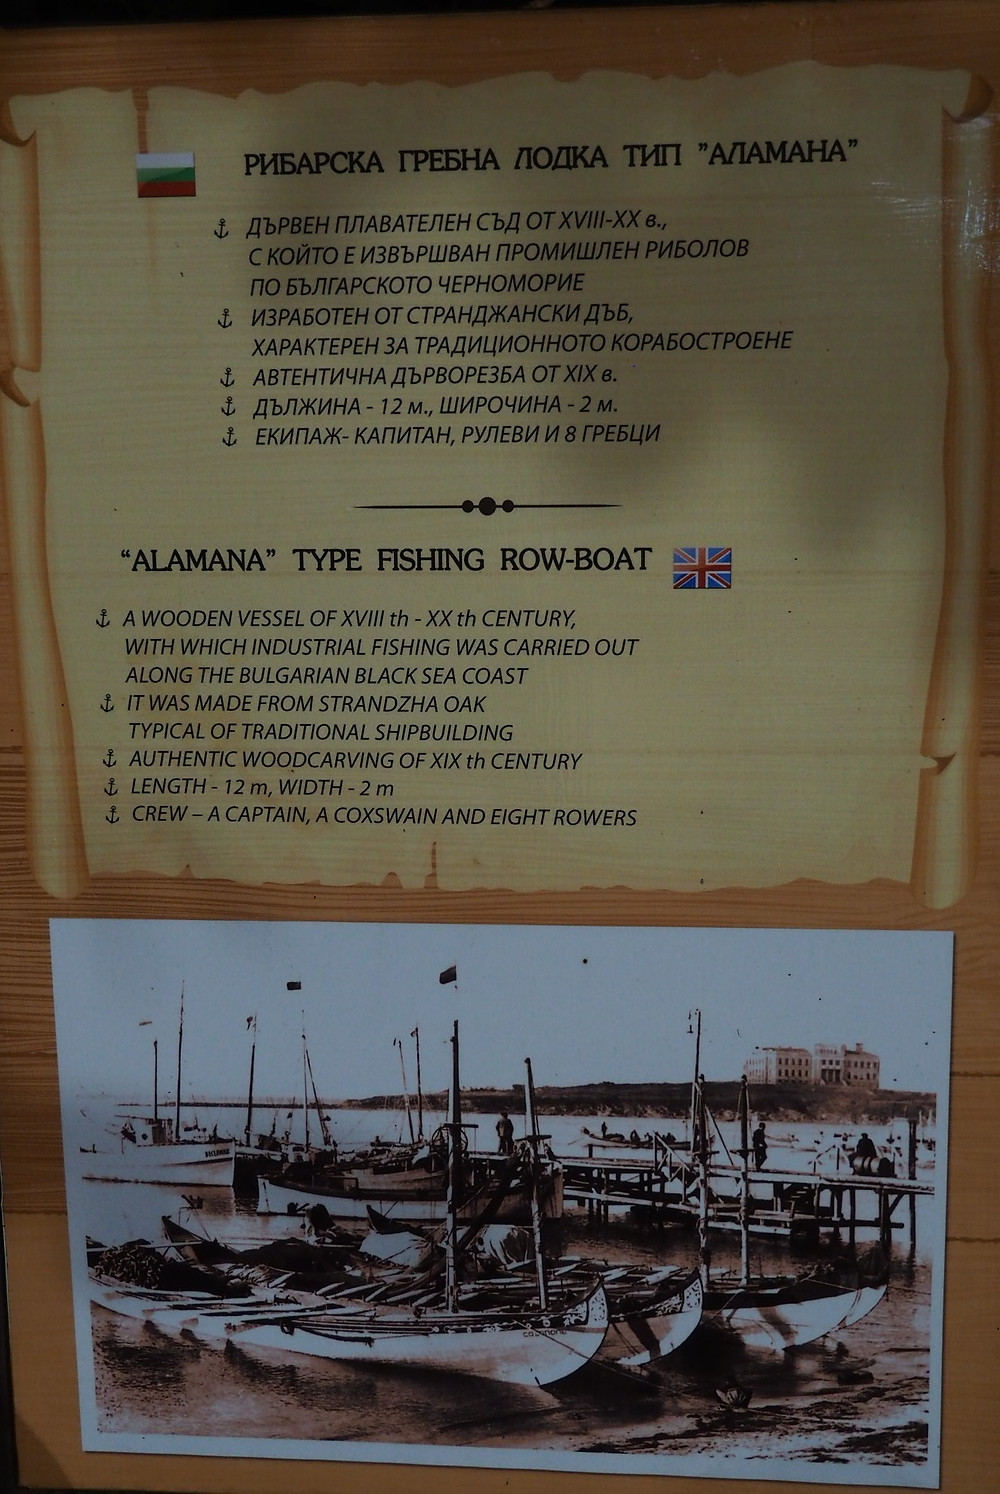 РИБАРСКА ГРЕБНА ЛОДКА ТИП "АЛАМАНА"
ДЪРВЕН ПЛАВАТЕЛЕН СЪД ОТ XVIII-XX в.,
С КОЙТО Е ИЗВЪРШВАН ПРОМИШЛЕН РИБОЛОВ
ПО БЪЛГАРСКОТО ЧЕРНОМОРИЕ
ИЗРАБОТЕН ОТ СТРАНДЖАНСКИ ДЪБ,
ХАРАКТЕРЕН ЗА ТРАДИЦИОННОТО КОРАБОСТРОЕНЕ
АВТЕНТИЧНА ДЪРВОРЕЗБА ОТ XIX в.
ДЪЛЖИНА - 12 м., ШИРОЧИНА - 2 м.
ЕКИПАЖ- КАПИТАН, РУЛЕВИ И 8 ГРЕБЦИ
"ALAMANA" TYPE FISHING ROW-BOAT
A WOODEN VESSEL OF XVIII th - XX th CENTURY,
WITH WHICH INDUSTRIAL FISHING WAS CARRIED OUT
ALONG THE BULGARIAN BLACK SEA COAST
IT WAS MADE FROM STRANDZHA OAK
TYPICAL OF TRADITIONAL SHIPBUILDING
AUTHENTIC WOODCARVING OF XIX th CENTURY
LENGTH - 12 m, WIDTH - 2 m
CREW – A CAPTAIN, A COXSWAIN AND EIGHT ROWERS